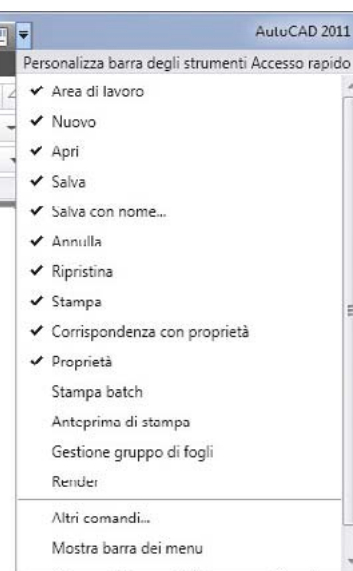 AutoCAD 2011
Personalizza barra degli strumenti Accesso rapido
Area di lavoro
Nuovo
Apri
Salva
Salva con nome...
Annulla
Ripristina
Stampa
Corrispondenza con proprietà
Proprietà
Stampa batch
Anteprima di stampa
Gestione gruppo di fogli
Render
Altri comandi...
Mostra barra dei menu